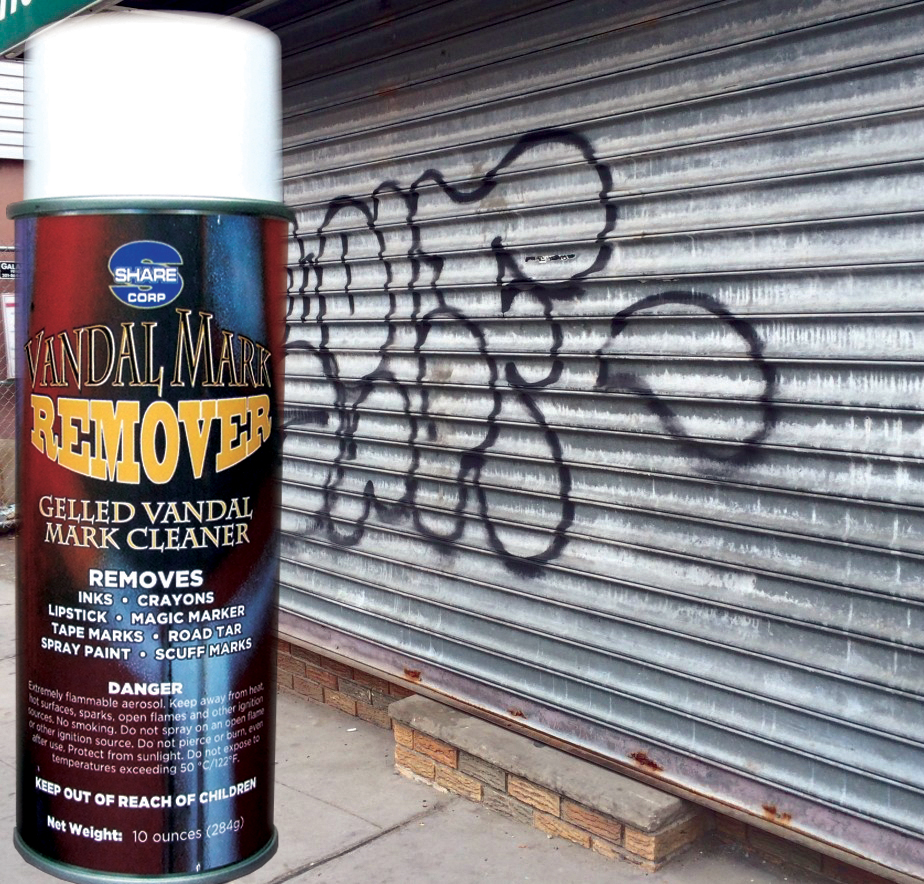 SHARE
CORP
VANDAL MARK
REMOVER
GELLED VANDAL
MARK CLEANER
REMOVES
INKS • CRAYONS
LIPSTICK • MAGIC MARKER
TAPE MARKS • ROAD TAR
SPRAY PAINT • SCUFF MARKS
DANGER
Extremely flammable aerosol. Keep away from heat,
hot surfaces, sparks, open flames and other ignition
sources. No smoking. Do not spray on an open flame
or other ignition source. Do not pierce or burn, even
after use. Protect from sunlight. Do not expose to
temperatures exceeding 50 °C/122°F.
KEEP OUT OF REACH OF CHILDREN
Net Weight: 10 ounces (284g)